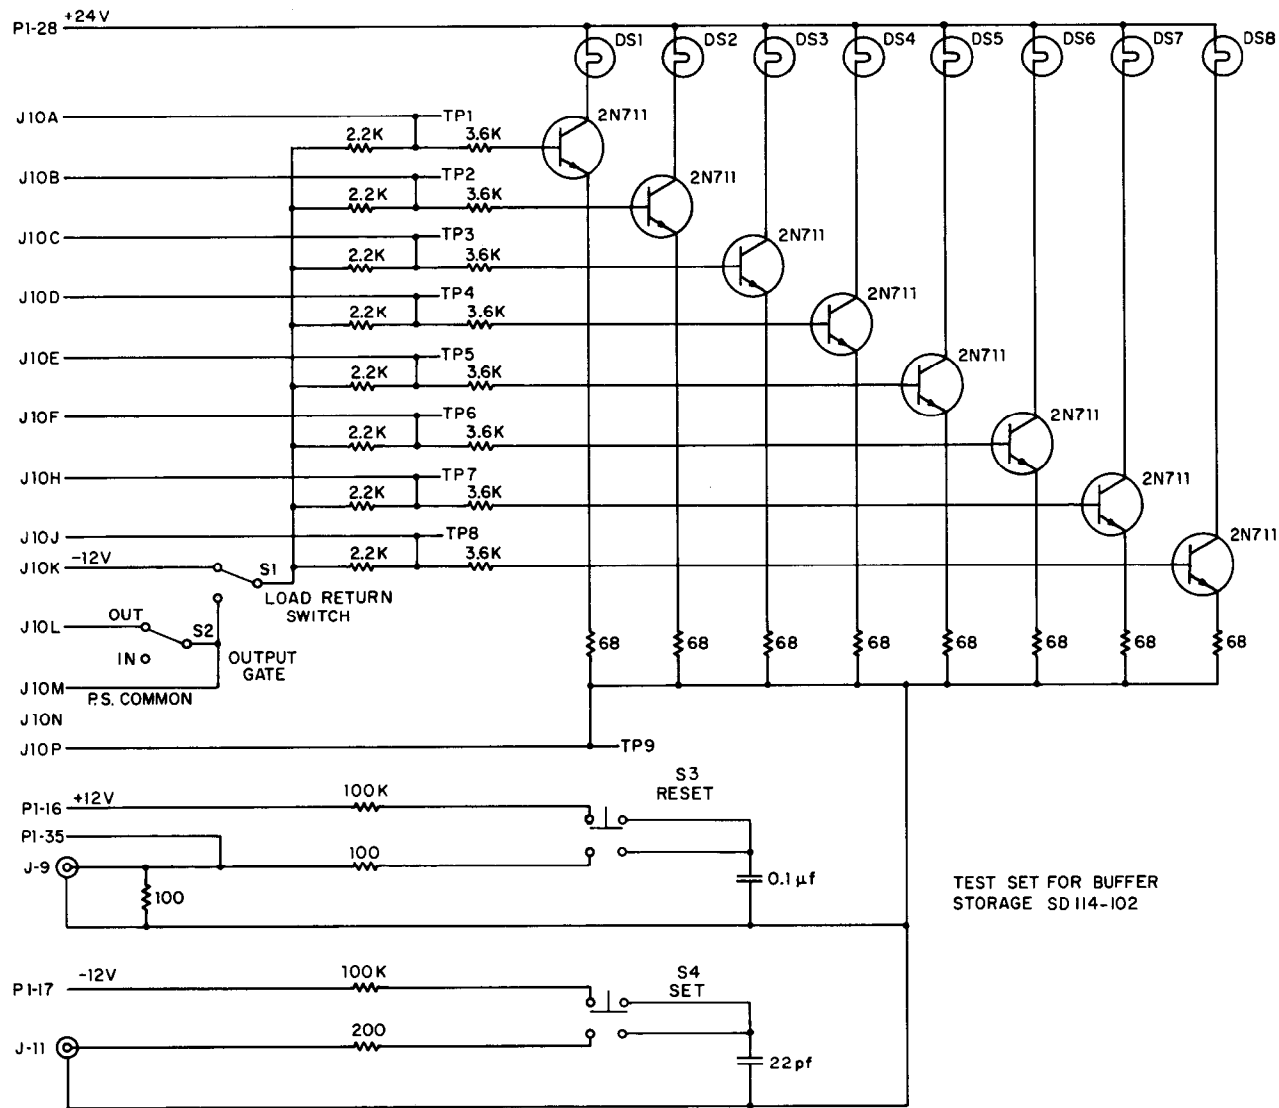 +24V
P1-28
DS1 DS2 DS3 DS4 DS5 DS6 DS7 DS8
J10A TP1 2N711
2.2K 3.6K
J10B TP2 2N711
2.2K 3.6K
J10C TP3 2N711
2.2K 3.6K
J10D TP4 2N711
2.2K 3.6K
J10E TP5 2N711
2.2K 3.6K
J10F TP6 2N711
2.2K 3.6K
J10H TP7 2N711
2.2K 3.6K
J10J TP8 2N711
J10K -12V 2.2K 3.6K
S1
LOAD RETURN
SWITCH
OUT
J10L S2
IN OUTPUT
GATE
68 68 68 68 68 68 68 68
J10M
P.S. COMMON
J10N
J10P TP9
S3
RESET
P1-16 +12V 100K
P1-35
J-9 100
100
0.1 µf
TEST SET FOR BUFFER
STORAGE SD 114-102
S4
SET
P1-17 -12V 100K
J-11 200
22pf